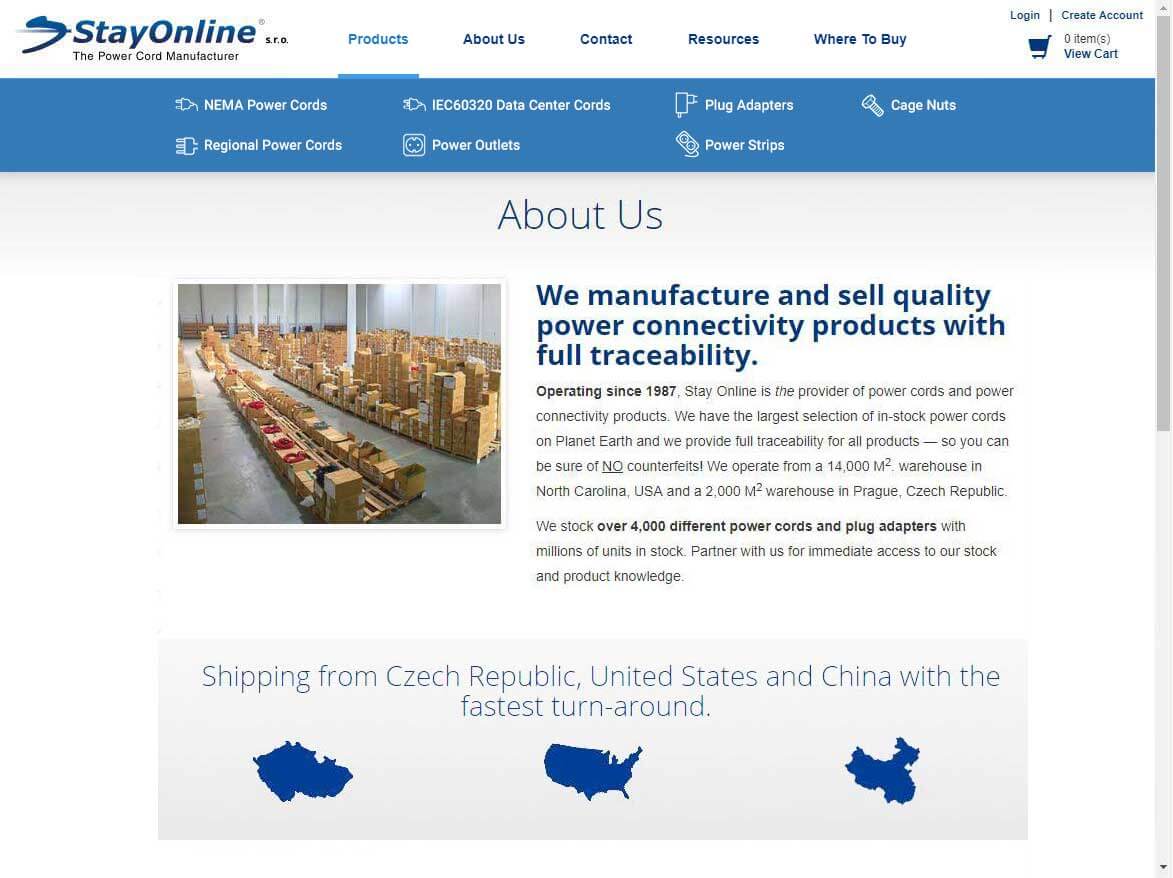 StayOnline® s.r.o.
The Power Cord Manufacturer
Products
About Us
Contact
Resources
Where To Buy
Login | Create Account
0 item(s)
View Cart
NEMA Power Cords
IEC60320 Data Center Cords
Plug Adapters
Cage Nuts
Regional Power Cords
Power Outlets
Power Strips
About Us
We manufacture and sell quality
power connectivity products with
full traceability.
Operating since 1987, Stay Online is the provider of power cords and power
connectivity products. We have the largest selection of in-stock power cords
on Planet Earth and we provide full traceability for all products — so you can
be sure of NO counterfeits! We operate from a 14,000 M². warehouse in
North Carolina, USA and a 2,000 M² warehouse in Prague, Czech Republic.
We stock over 4,000 different power cords and plug adapters with
millions of units in stock. Partner with us for immediate access to our stock
and product knowledge.
Shipping from Czech Republic, United States and China with the
fastest turn-around.